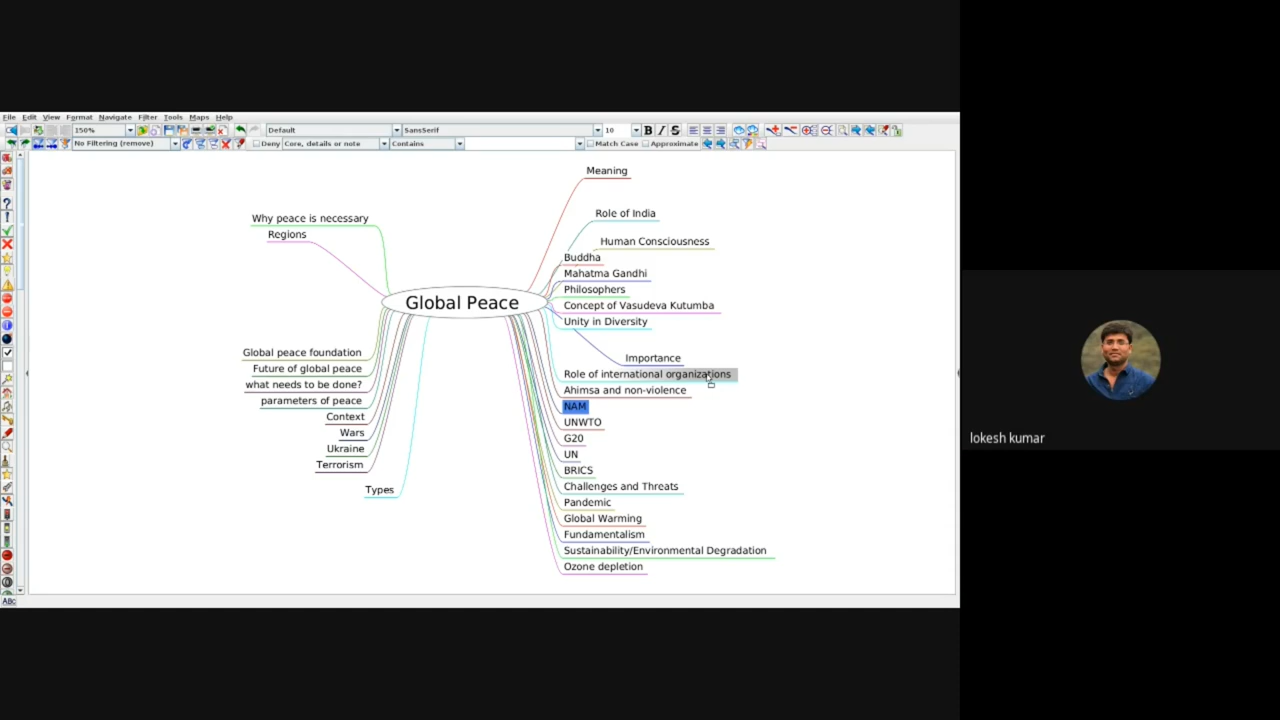 File Edit View Format Navigate Filter Tools Maps Help
150% Default SansSerif 10 B I S
No Filtering (remove) Deny Core, details or note Contains Match Case Approximate
Meaning
Role of India
Human Consciousness
Buddha
Mahatma Gandhi
Philosophers
Concept of Vasudeva Kutumba
Unity in Diversity
Importance
Role of international organizations
Ahimsa and non-violence
NAM
UNWTO
G20
UN
BRICS
Challenges and Threats
Pandemic
Global Warming
Fundamentalism
Sustainability/Environmental Degradation
Ozone depletion
Global Peace
Why peace is necessary
Regions
Global peace foundation
Future of global peace
what needs to be done?
parameters of peace
Context
Wars
Ukraine
Terrorism
Types
ABC
lokesh kumar